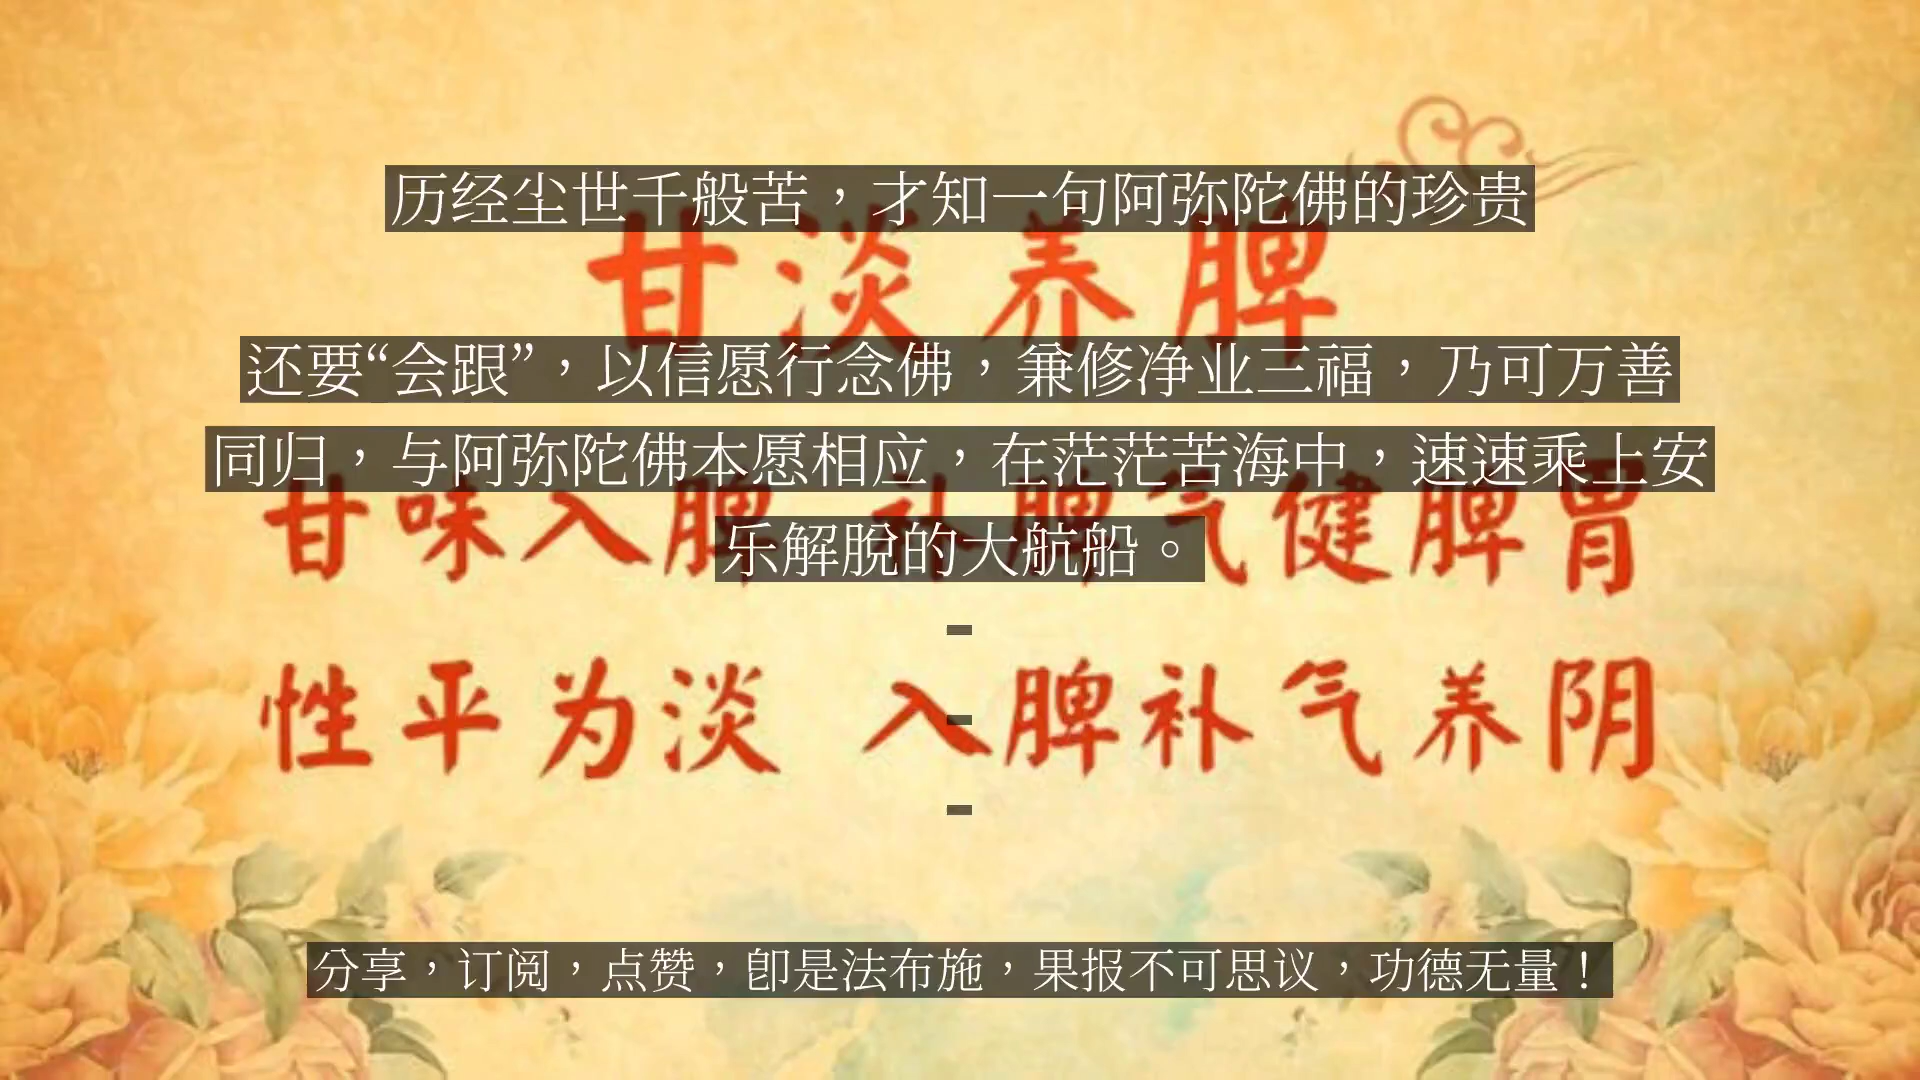 历经尘世千般苦，才知一句阿弥陀佛的珍贵
甘淡养脾
还要“会跟”，以信愿行念佛，兼修净业三福，乃可万善
同归，与阿弥陀佛本愿相应，在茫茫苦海中，速速乘上安
甘味入脾 补脾气健脾胃
乐解脱的大航船。
性平为淡 入脾补气养阴
分享，订阅，点赞，即是法布施，果报不可思议，功德无量！